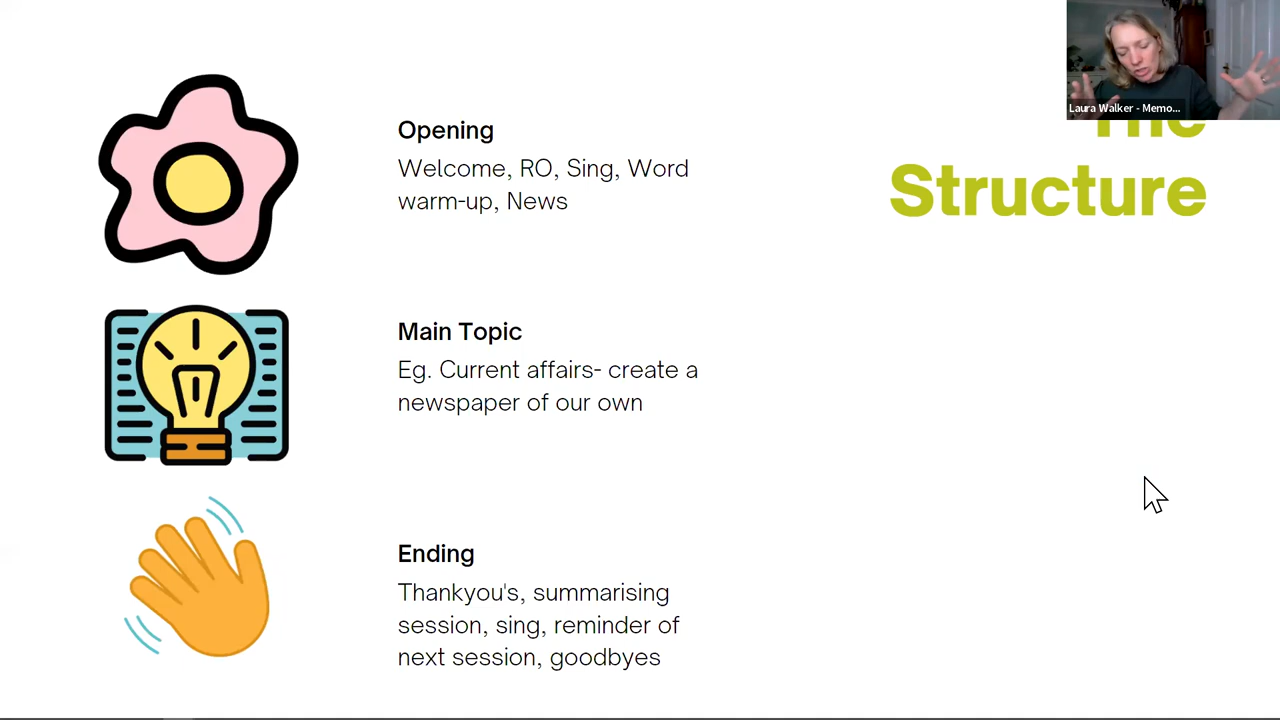 Laura Walker - Memo...
The
Structure
Opening
Welcome, RO, Sing, Word
warm-up, News
Main Topic
Eg. Current affairs- create a
newspaper of our own
Ending
Thankyou's, summarising
session, sing, reminder of
next session, goodbyes